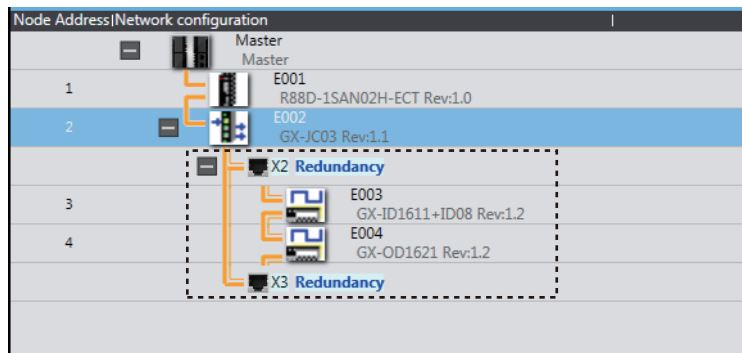 Node Address|Network configuration
Master
Master
1 E001
R88D-1SAN02H-ECT Rev:1.0
2 E002
GX-JC03 Rev:1.1
X2 Redundancy
3 E003
GX-ID1611+ID08 Rev:1.2
4 E004
GX-OD1621 Rev:1.2
X3 Redundancy